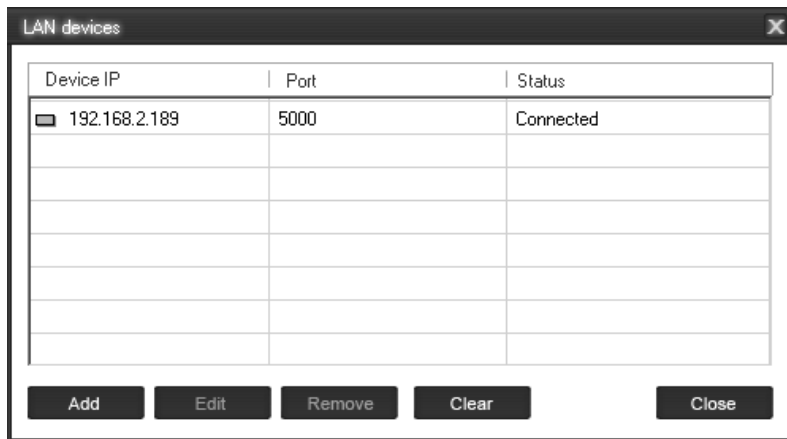 LAN devices X
Device IP Port Status
192.168.2.189 5000 Connected
Add Edit Remove Clear Close